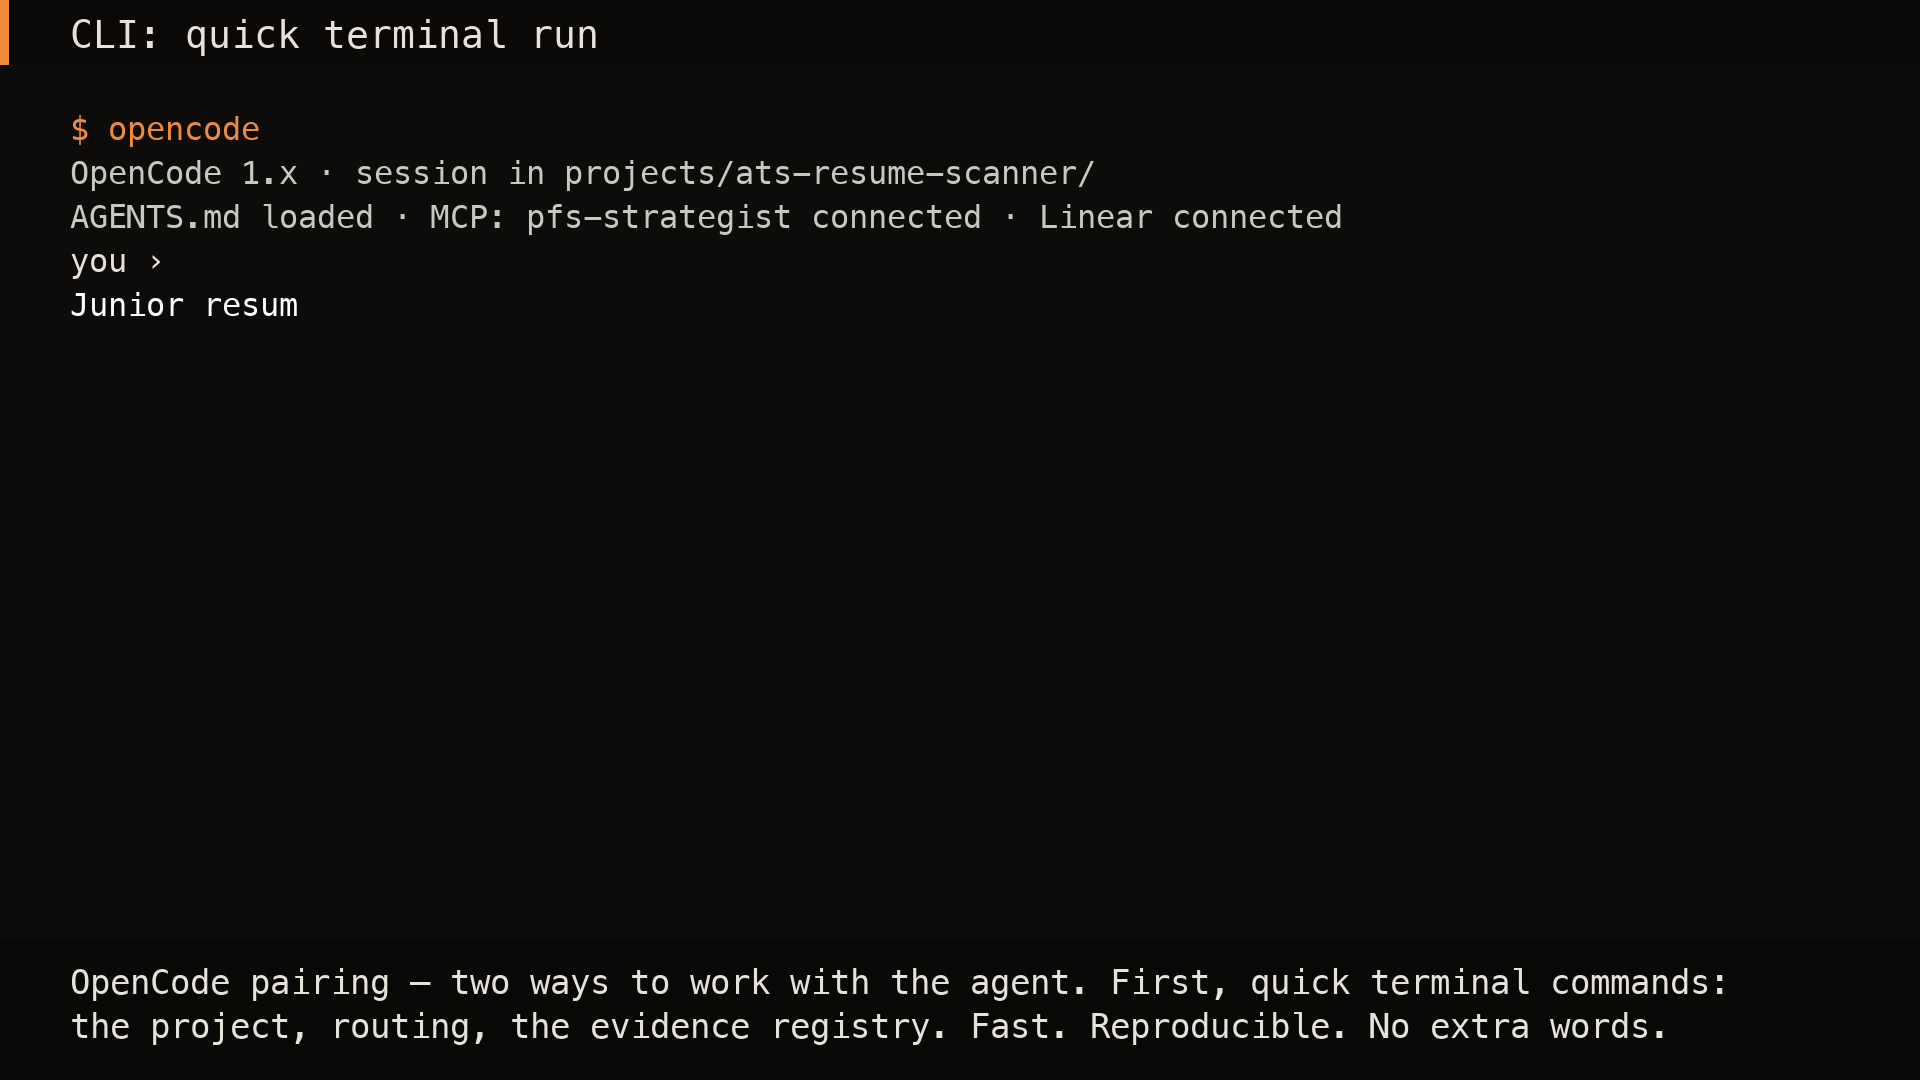 CLI: quick terminal run
$ opencode
OpenCode 1.x · session in projects/ats-resume-scanner/
AGENTS.md loaded · MCP: pfs-strategist connected · Linear connected
you ›
Junior resum
OpenCode pairing — two ways to work with the agent. First, quick terminal commands:
the project, routing, the evidence registry. Fast. Reproducible. No extra words.